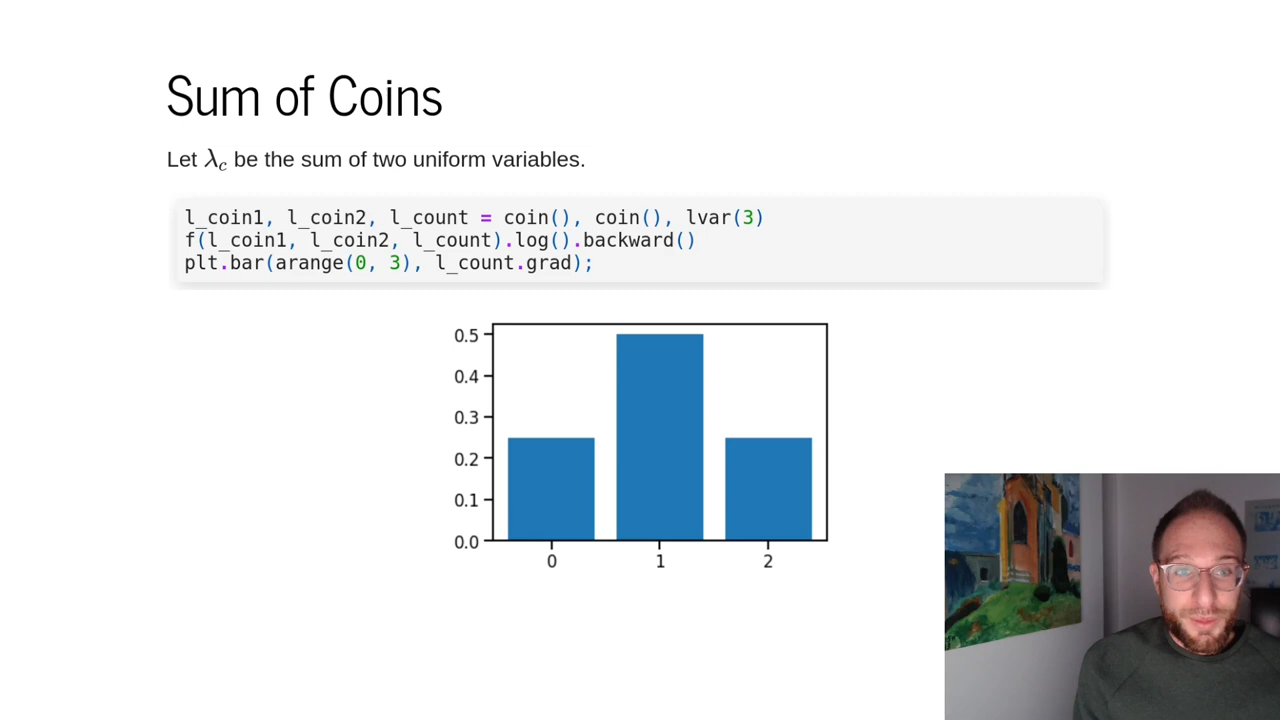 Sum of Coins
Let λc be the sum of two uniform variables.
l_coin1, l_coin2, l_count = coin(), coin(), lvar(3)
f(l_coin1, l_coin2, l_count).log().backward()
plt.bar(arange(0, 3), l_count.grad);
0.5
0.4
0.3
0.2
0.1
0.0
0 1 2